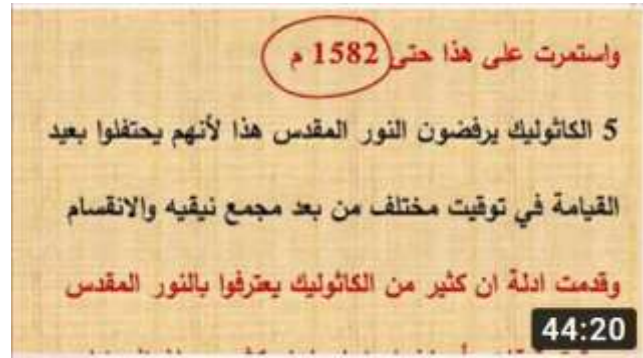 واستمرت على هذا حتى 1582 م
5 الكاثوليك يرفضون النور المقدس هذا لأنهم يحتفلوا بعيد
القيامة في توقيت مختلف من بعد مجمع نيقيه والانقسام
وقدمت ادلة ان كثير من الكاثوليك يعترفوا بالنور المقدس
44:20